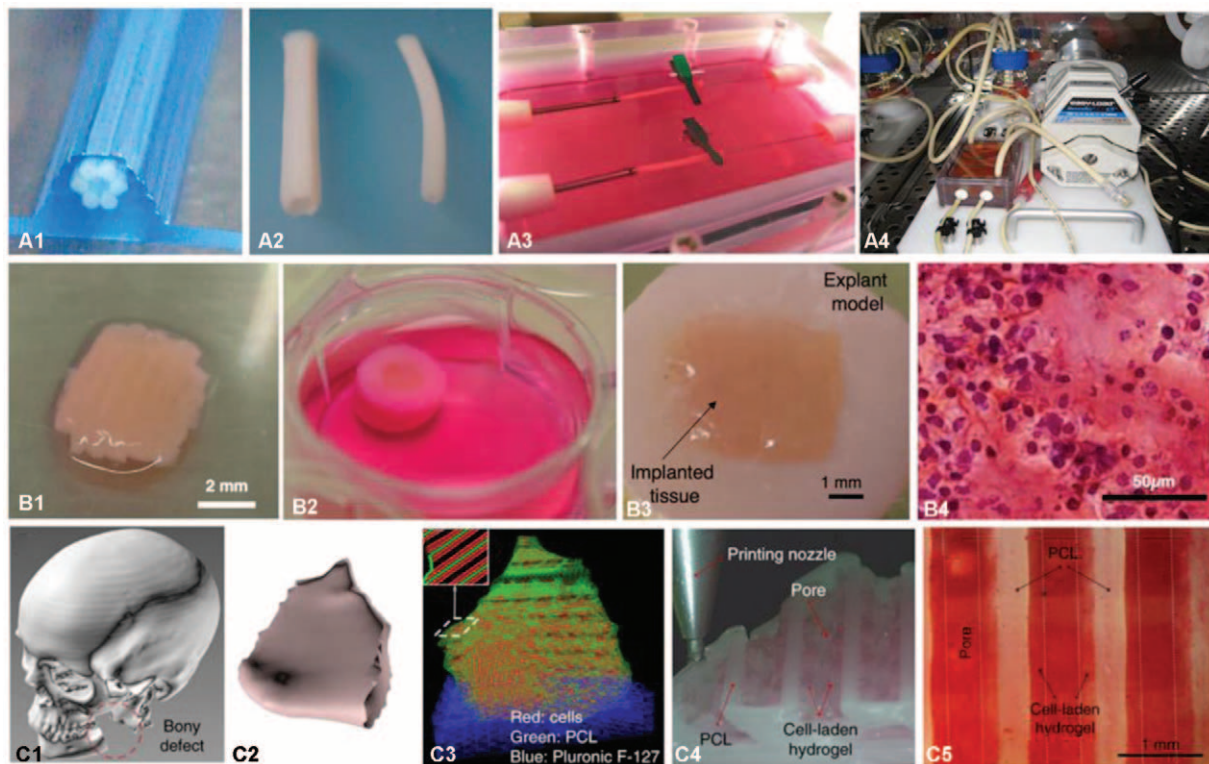 A1
A2
A3
EASY-LOAD
A4
B1
2 mm
B2
Explant
model
Implanted
tissue
B3
1 mm
B4
50μm
C1
Bony
defect
C2
Red: cells
Green: PCL
Blue: Pluronic F-127
C3
Printing nozzle
Pore
PCL
Cell-laden
hydrogel
C4
PCL
Pore
Cell-laden
hydrogel
1 mm
C5